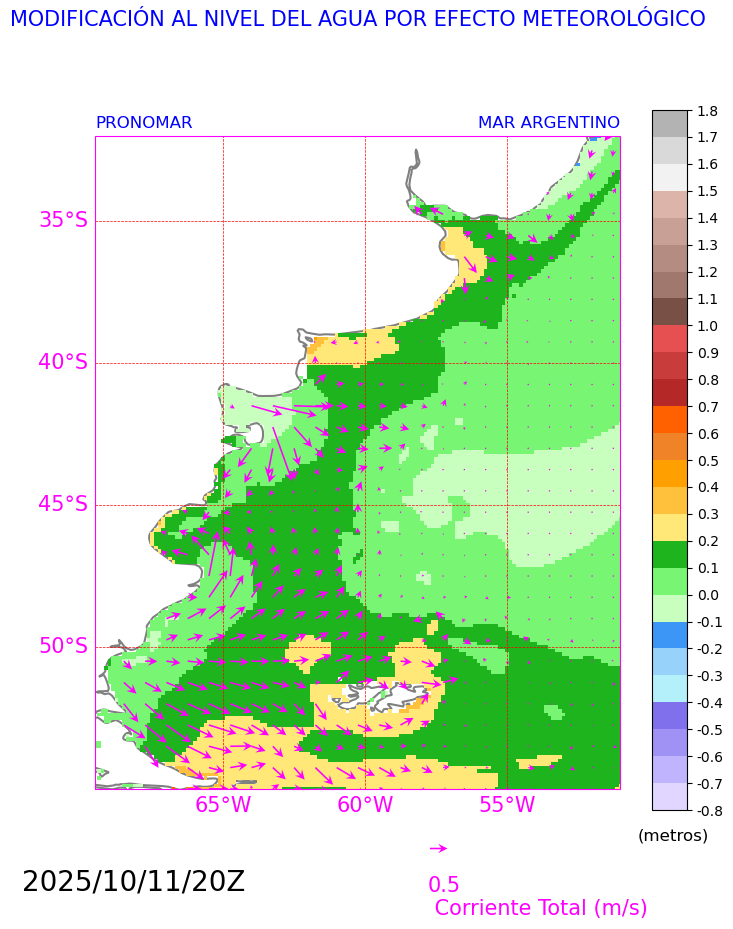 MODIFICACIÓN AL NIVEL DEL AGUA POR EFECTO METEOROLÓGICO
PRONOMAR MAR ARGENTINO
35°S
40°S
45°S
50°S
65°W 60°W 55°W
1.8
1.7
1.6
1.5
1.4
1.3
1.2
1.1
1.0
0.9
0.8
0.7
0.6
0.5
0.4
0.3
0.2
0.1
0.0
-0.1
-0.2
-0.3
-0.4
-0.5
-0.6
-0.7
-0.8
(metros)
2025/10/11/20Z
0.5
Corriente Total (m/s)